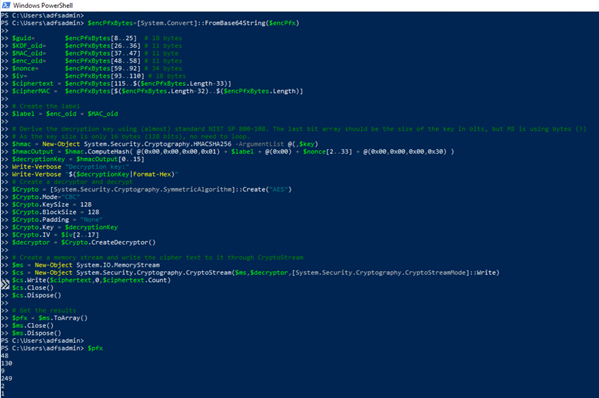 Windows PowerShell
PS C:\Users\adfsadmin>
PS C:\Users\adfsadmin> $encPfxBytes=[System.Convert]::FromBase64String($encPfx)
>>
>> $guid= $encPfxBytes[8..25] # 18 bytes
>> $KDF_oid= $encPfxBytes[26..36] # 11 bytes
>> $MAC_oid= $encPfxBytes[37..47] # 11 byte
>> $enc_oid= $encPfxBytes[48..58] # 11 byte
>> $nonce= $encPfxBytes[59..92] # 34 bytes
>> $iv= $encPfxBytes[93..110] # 18 bytes
>> $ciphertext = $encPfxBytes[115..$($encPfxBytes.Length-33)]
>> $cipherMAC = $encPfxBytes[$($encPfxBytes.Length-32)..$($encPfxBytes.Length)]
>>
>> # Create the label
>> $label = $enc_oid + $MAC_oid
>>
>> # Derive the decryption key using (almost) standard NIST SP 800-108. The last bit array should be the size of the key in bits, but MS is using bytes (?)
>> # As the key size is only 16 bytes (128 bits), no need to loop.
>> $hmac = New-Object System.Security.Cryptography.HMACSHA256 -ArgumentList @(,$key)
>> $hmacOutput = $hmac.ComputeHash( @(0x00,0x00,0x00,0x01) + $label + @(0x00) + $nonce[2..33] + @(0x00,0x00,0x00,0x30) )
>> $decryptionKey = $hmacOutput[0..15]
>> Write-Verbose "Decryption key:"
>> Write-Verbose "$($decryptionKey|Format-Hex)"
>> # Create a decryptor and decrypt
>> $Crypto = [System.Security.Cryptography.SymmetricAlgorithm]::Create("AES")
>> $Crypto.Mode="CBC"
>> $Crypto.KeySize = 128
>> $Crypto.BlockSize = 128
>> $Crypto.Padding = "None"
>> $Crypto.Key = $decryptionKey
>> $Crypto.IV = $iv[2..17]
>> $decryptor = $Crypto.CreateDecryptor()
>>
>> # Create a memory stream and write the cipher text to it through CryptoStream
>> $ms = New-Object System.IO.MemoryStream
>> $cs = New-Object System.Security.Cryptography.CryptoStream($ms,$decryptor,[System.Security.Cryptography.CryptoStreamMode]::Write)
>> $cs.Write($ciphertext,0,$ciphertext.Count)
>> $cs.Close()
>> $cs.Dispose()
>>
>> # Get the results
>> $pfx = $ms.ToArray()
>> $ms.Close()
>> $ms.Dispose()
PS C:\Users\adfsadmin>
PS C:\Users\adfsadmin> $pfx
48
130
9
249
2
1